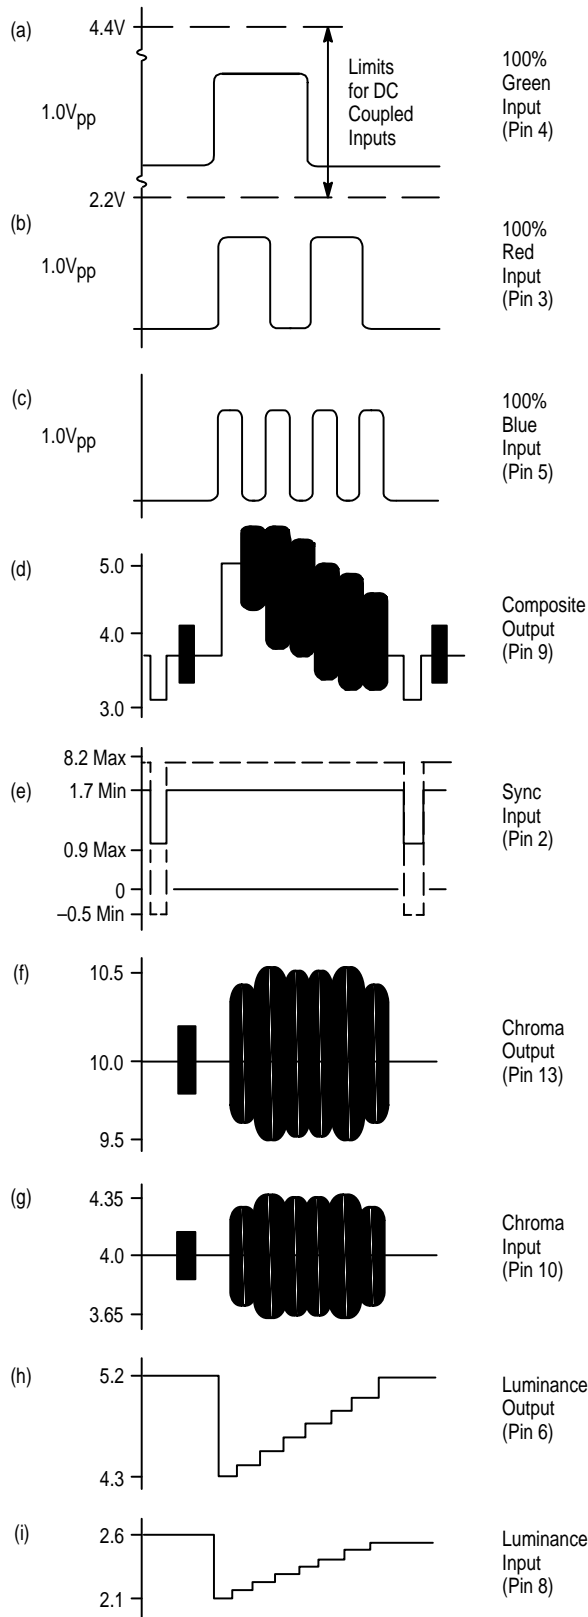 (a)
4.4V
1.0Vpp
2.2V
Limits
for DC
Coupled
Inputs
100%
Green
Input
(Pin 4)
(b)
1.0Vpp
100%
Red
Input
(Pin 3)
(c)
1.0Vpp
100%
Blue
Input
(Pin 5)
(d)
5.0
4.0
3.0
Composite
Output
(Pin 9)
(e)
8.2 Max
1.7 Min
0.9 Max
0
–0.5 Min
Sync
Input
(Pin 2)
(f)
10.5
10.0
9.5
Chroma
Output
(Pin 13)
(g)
4.35
4.0
3.65
Chroma
Input
(Pin 10)
(h)
5.2
4.3
Luminance
Output
(Pin 6)
(i)
2.6
2.1
Luminance
Input
(Pin 8)